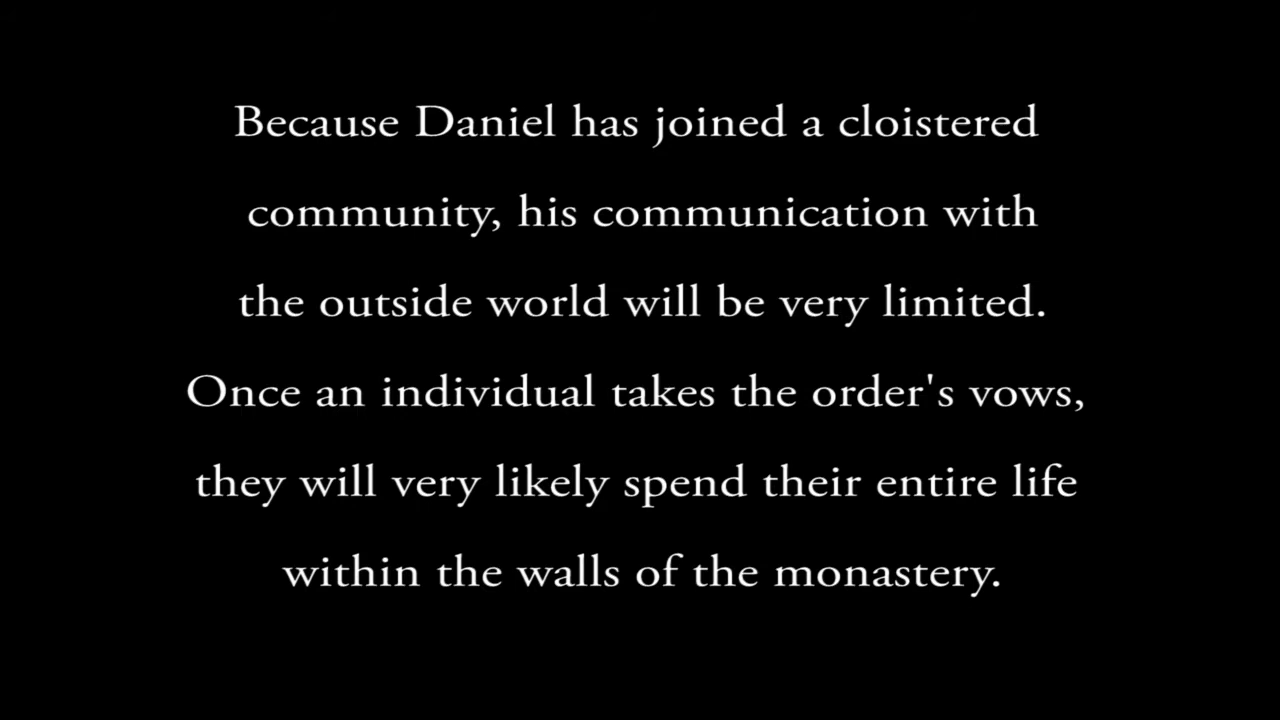 Because Daniel has joined a cloistered
community, his communication with
the outside world will be very limited.
Once an individual takes the order's vows,
they will very likely spend their entire life
within the walls of the monastery.